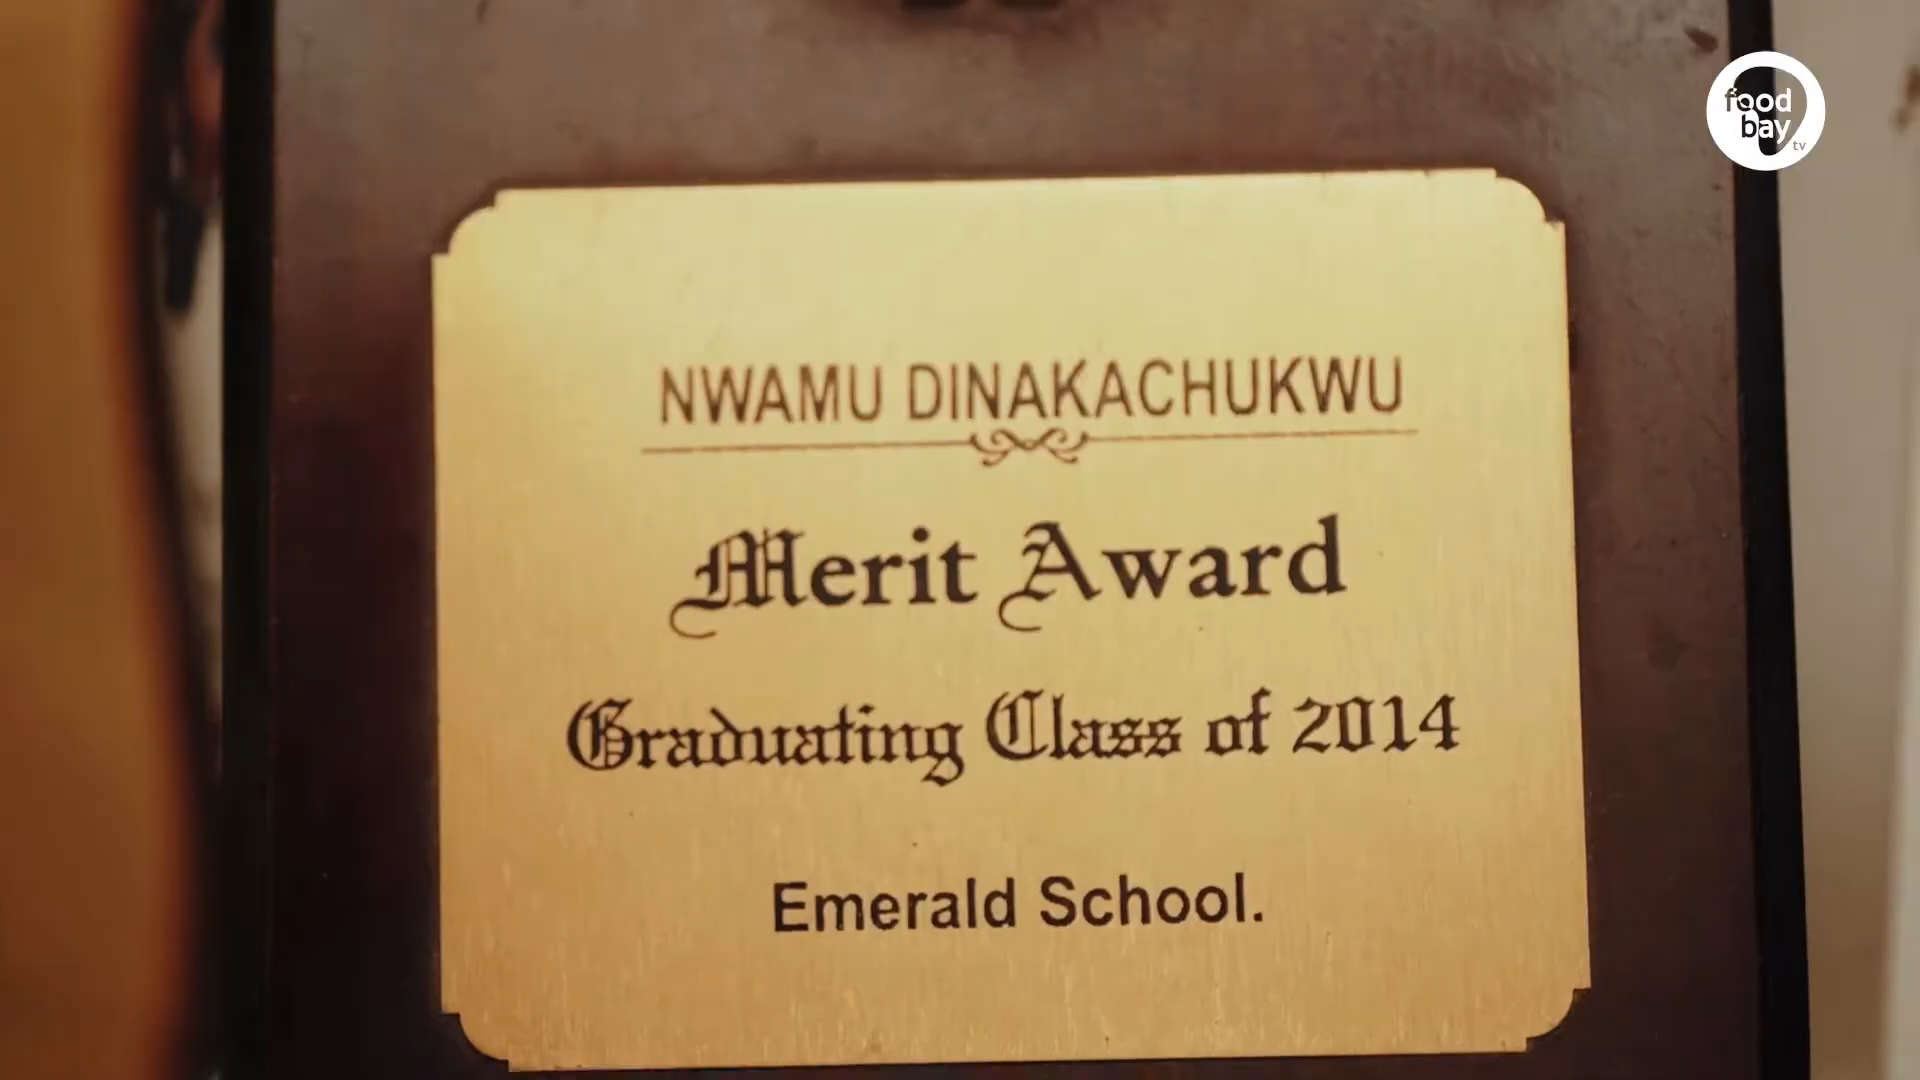 food
bay
tv
NWAMU DINAKACHUKWU
Merit Award
Graduating Class of 2014
Emerald School.